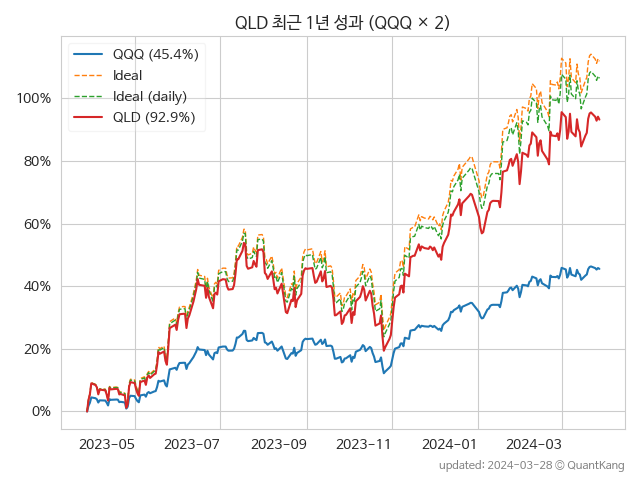 QLD 최근 1년 성과 (QQQ × 2)
QQQ (45.4%)
Ideal
Ideal (daily)
QLD (92.9%)
100%
80%
60%
40%
20%
0%
2023-05 2023-07 2023-09 2023-11 2024-01 2024-03
updated: 2024-03-28 © QuantKang